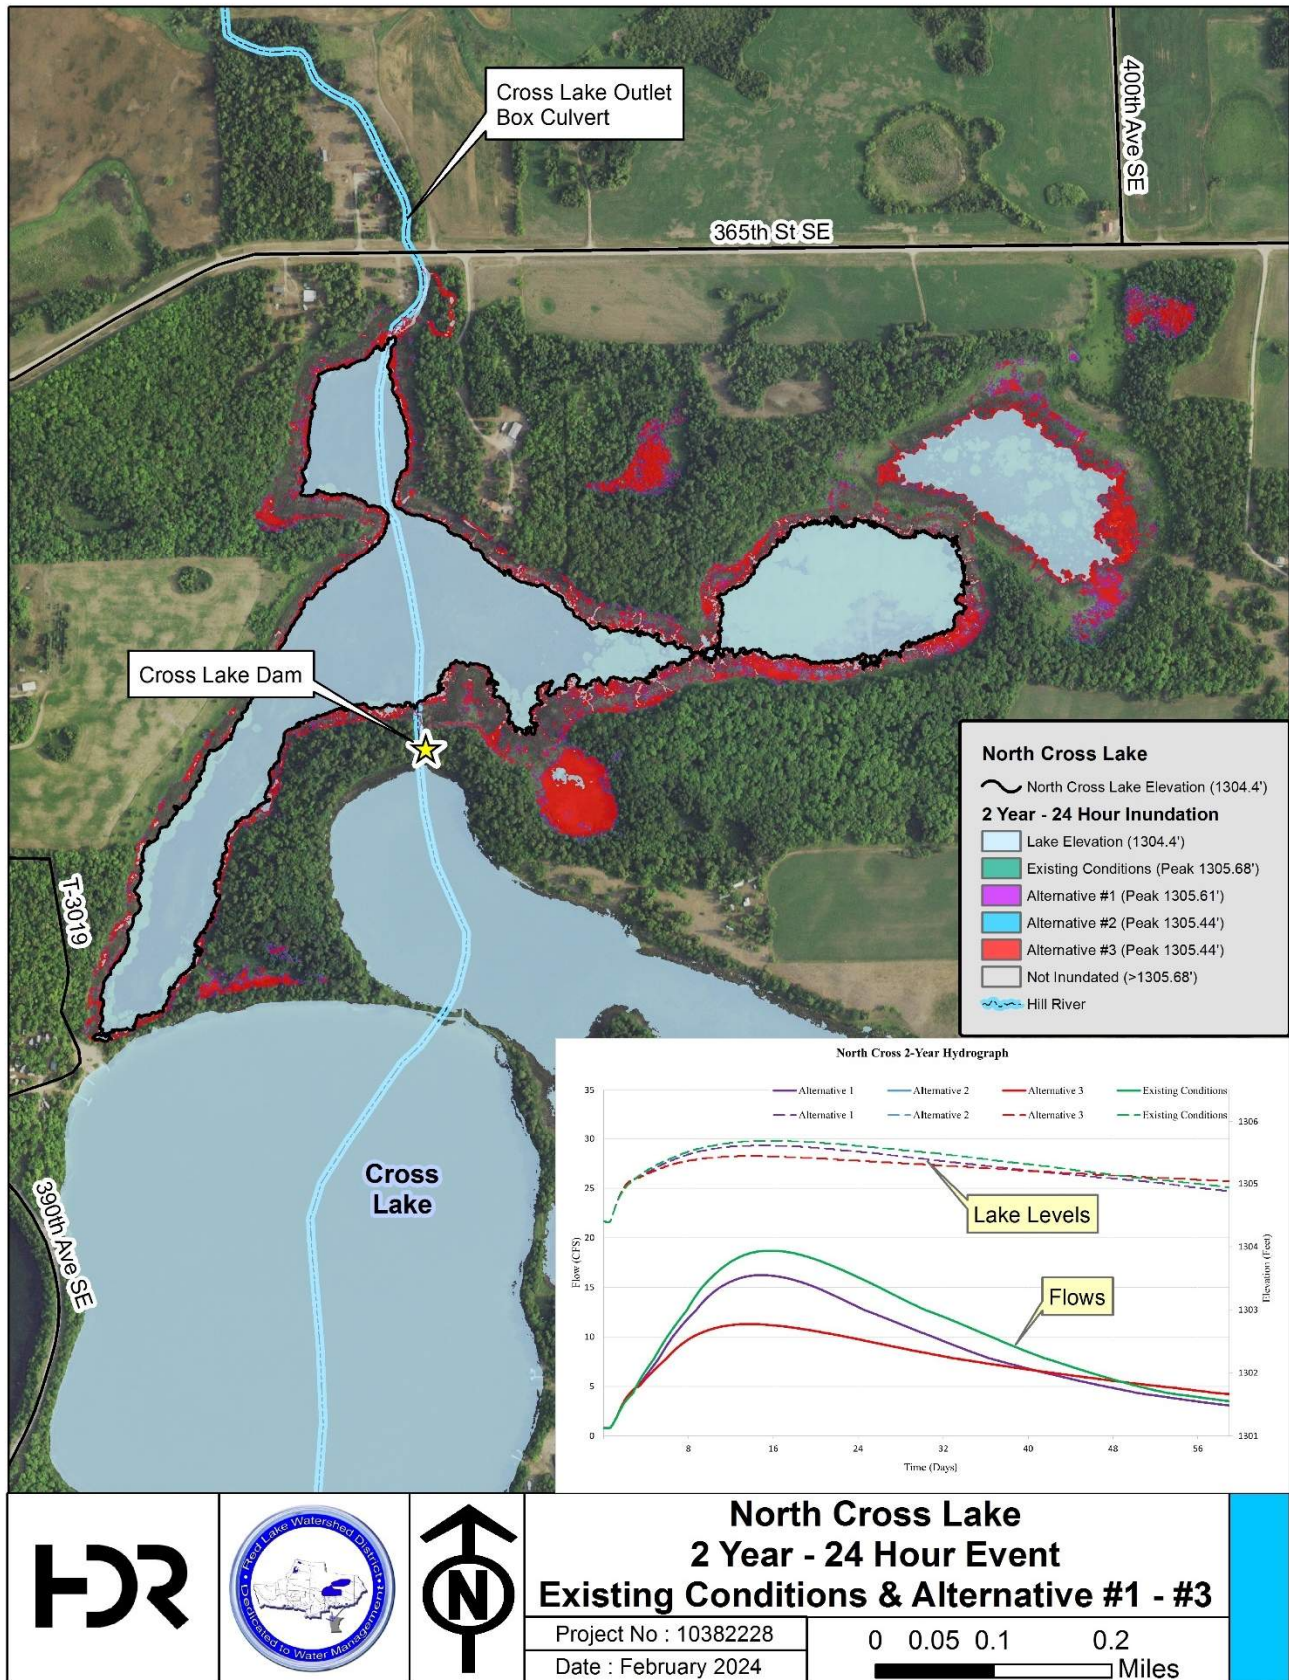 Cross Lake Outlet
Box Culvert
400th Ave SE
365th St SE
Cross Lake Dam
T-3019
390th Ave SE
Cross
Lake
North Cross Lake
North Cross Lake Elevation (1304.4')
2 Year - 24 Hour Inundation
Lake Elevation (1304.4')
Existing Conditions (Peak 1305.68')
Alternative #1 (Peak 1305.61')
Alternative #2 (Peak 1305.44')
Alternative #3 (Peak 1305.44')
Not Inundated (>1305.68')
Hill River
North Cross 2-Year Hydrograph
Alternative 1 Alternative 2 Alternative 3 Existing Conditions
Alternative 1 Alternative 2 Alternative 3 Existing Conditions
35
30
25
20
15
10
5
0
Flow (CFS)
1306
1305
1304
1303
1302
1301
Elevation (Feet)
Lake Levels
Flows
8 16 24 32 40 48 56
Time (Days)
HDR
Red Lake Watershed District
Dedicated to Water Management
N
North Cross Lake
2 Year - 24 Hour Event
Existing Conditions & Alternative #1 - #3
Project No : 10382228
Date : February 2024
0 0.05 0.1 0.2
Miles